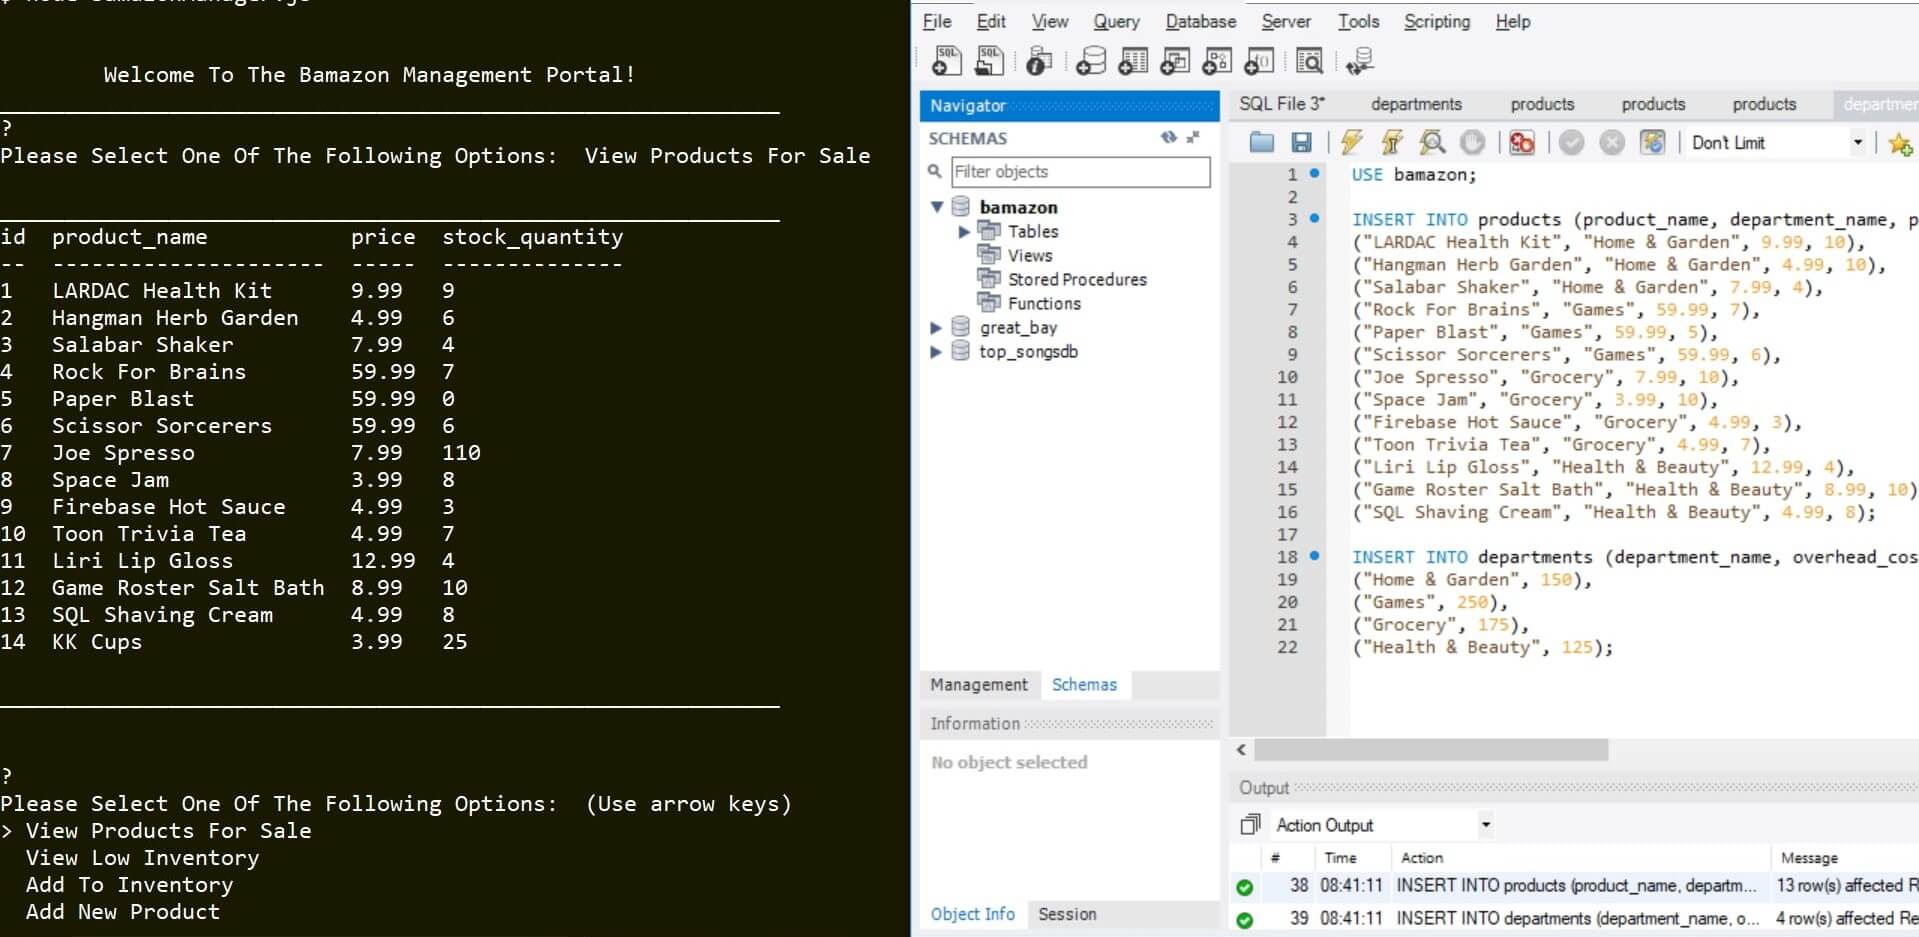 Welcome To The Bamazon Management Portal!
?
Please Select One Of The Following Options:  View Products For Sale
id  product_name           price  stock_quantity
--  ---------------------  -----  --------------
1   LARDAC Health Kit      9.99   9
2   Hangman Herb Garden    4.99   6
3   Salabar Shaker         7.99   4
4   Rock For Brains        59.99  7
5   Paper Blast            59.99  0
6   Scissor Sorcerers      59.99  6
7   Joe Spresso            7.99   110
8   Space Jam              3.99   8
9   Firebase Hot Sauce     4.99   3
10  Toon Trivia Tea        4.99   7
11  Liri Lip Gloss         12.99  4
12  Game Roster Salt Bath  8.99   10
13  SQL Shaving Cream      4.99   8
14  KK Cups                3.99   25
?
Please Select One Of The Following Options:  (Use arrow keys)
> View Products For Sale
  View Low Inventory
  Add To Inventory
  Add New Product
File Edit View Query Database Server Tools Scripting Help
Navigator
SCHEMAS
Filter objects
bamazon
Tables
Views
Stored Procedures
Functions
great_bay
top_songsdb
Management Schemas
Information
No object selected
Object Info Session
SQL File 3* departments products products products departmen
Don't Limit
1 USE bamazon;
2
3 INSERT INTO products (product_name, department_name, p
4 ("LARDAC Health Kit", "Home & Garden", 9.99, 10),
5 ("Hangman Herb Garden", "Home & Garden", 4.99, 10),
6 ("Salabar Shaker", "Home & Garden", 7.99, 4),
7 ("Rock For Brains", "Games", 59.99, 7),
8 ("Paper Blast", "Games", 59.99, 5),
9 ("Scissor Sorcerers", "Games", 59.99, 6),
10 ("Joe Spresso", "Grocery", 7.99, 10),
11 ("Space Jam", "Grocery", 3.99, 10),
12 ("Firebase Hot Sauce", "Grocery", 4.99, 3),
13 ("Toon Trivia Tea", "Grocery", 4.99, 7),
14 ("Liri Lip Gloss", "Health & Beauty", 12.99, 4),
15 ("Game Roster Salt Bath", "Health & Beauty", 8.99, 10)
16 ("SQL Shaving Cream", "Health & Beauty", 4.99, 8);
17
18 INSERT INTO departments (department_name, overhead_cos
19 ("Home & Garden", 150),
20 ("Games", 250),
21 ("Grocery", 175),
22 ("Health & Beauty", 125);
Output
Action Output
# Time Action Message
38 08:41:11 INSERT INTO products (product_name, departm... 13 row(s) affected R
39 08:41:11 INSERT INTO departments (department_name, o... 4 row(s) affected Re